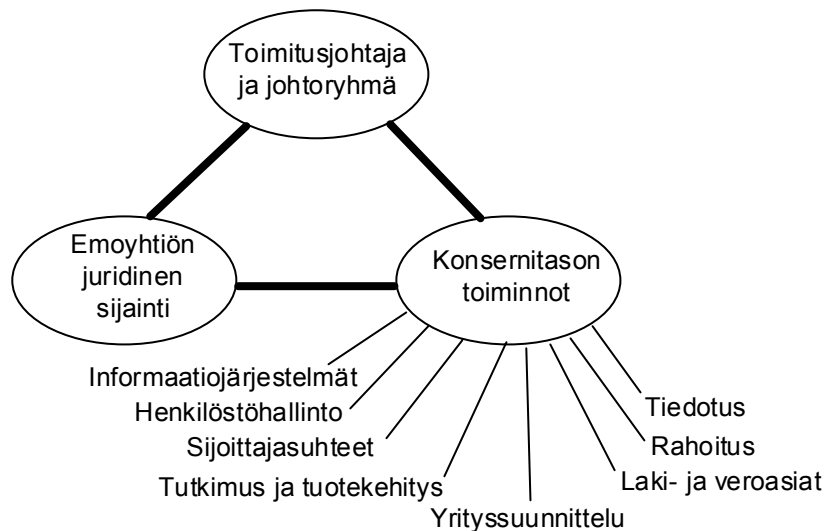 Toimitusjohtaja
ja johtoryhmä
Emoyhtiön
juridinen
sijainti
Konsernitason
toiminnot
Informaatiojärjestelmät
Henkilöstöhallinto
Sijoittajasuhteet
Tutkimus ja tuotekehitys
Yrityssuunnittelu
Laki- ja veroasiat
Rahoitus
Tiedotus